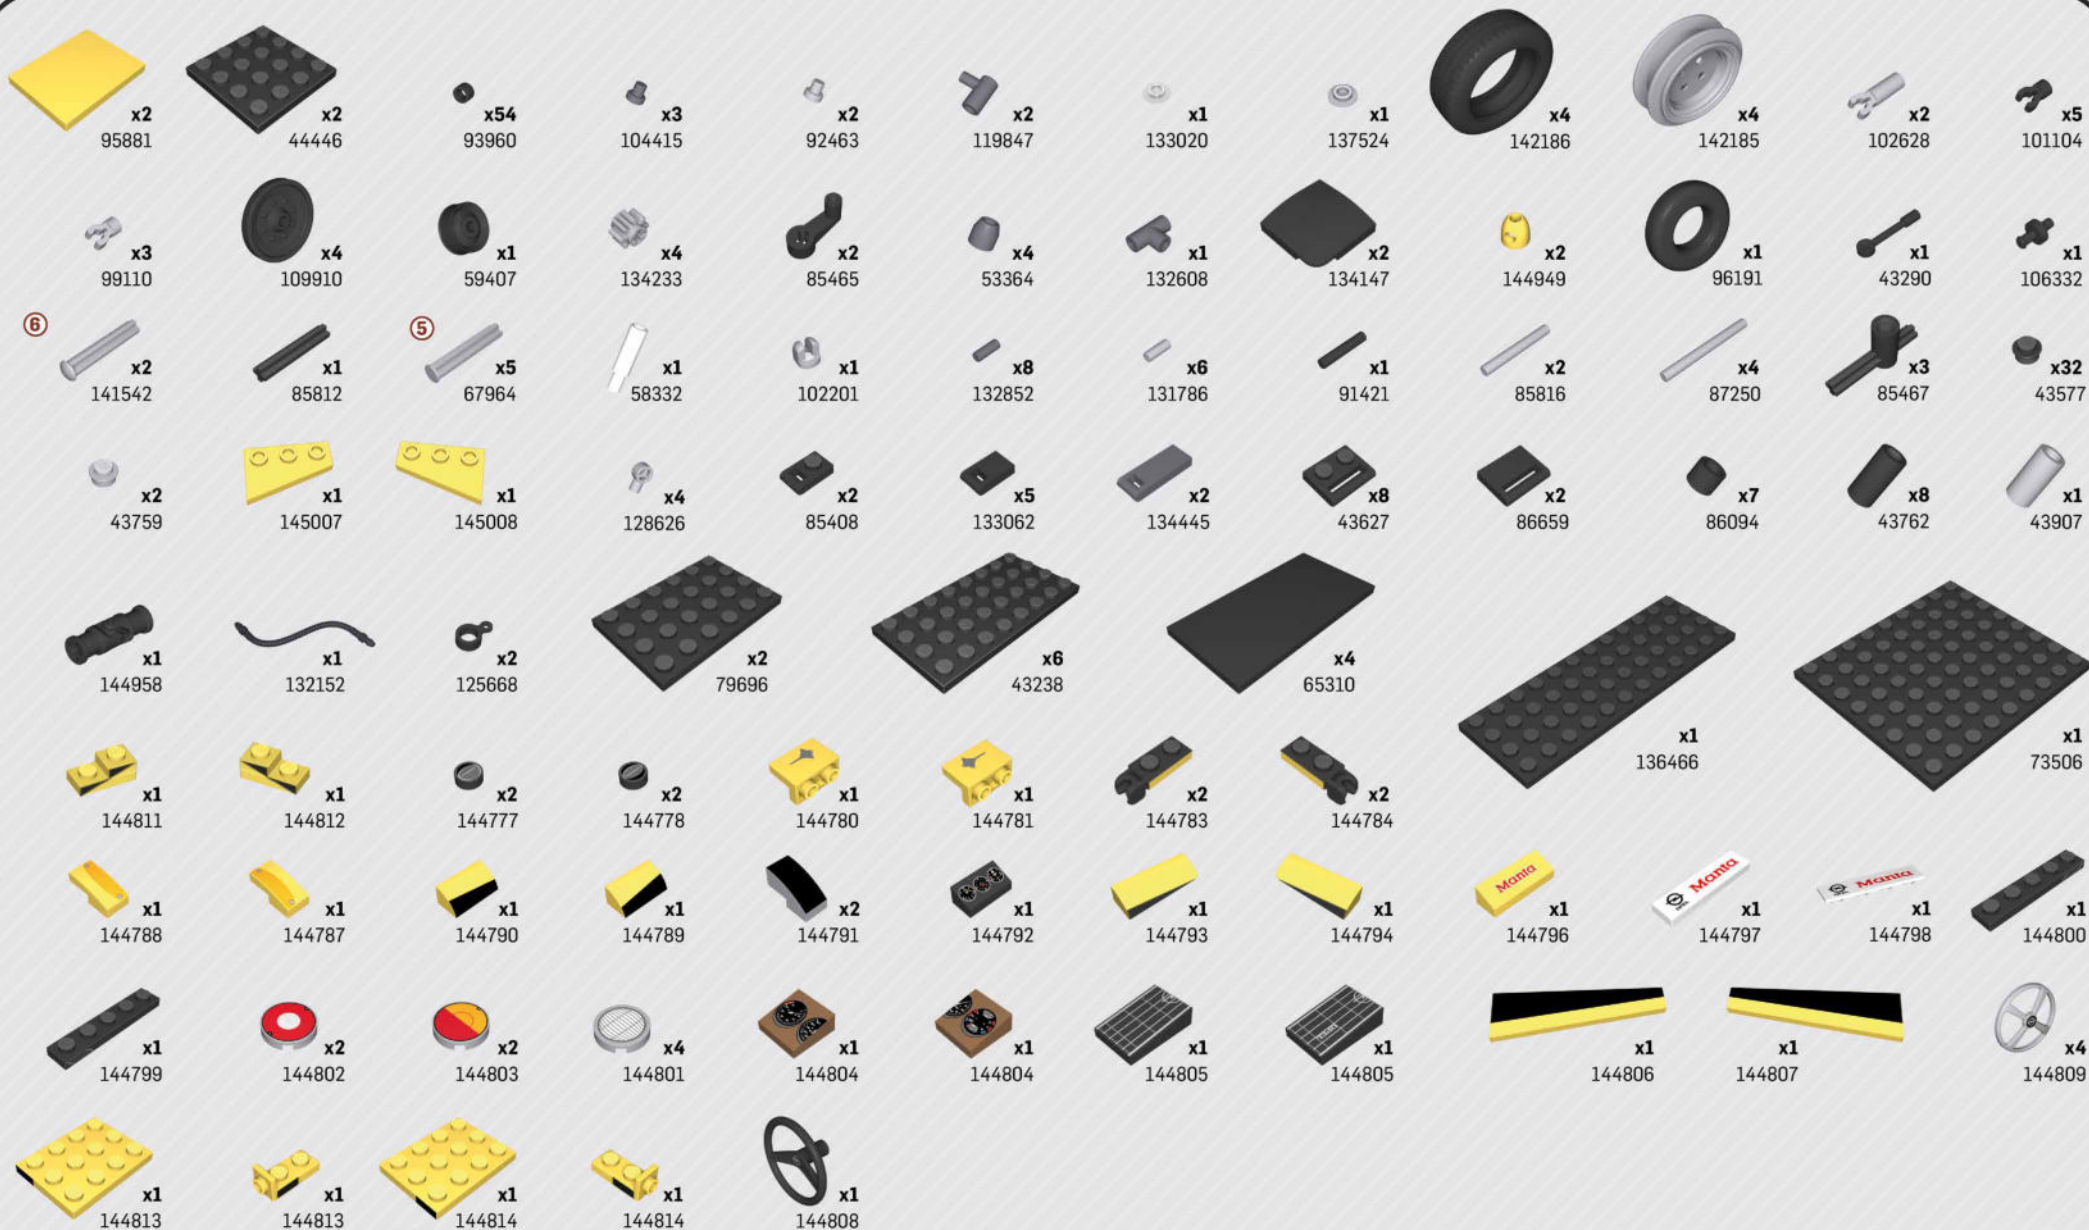 x2 x2 x54 x3 x2 x2 x1 x1 x4 x4 x2 x5
95881 44446 93960 104415 92463 119847 133020 137524 142186 142185 102628 101104
x3 x4 x1 x4 x2 x4 x1 x2 x2 x1 x1 x1
99110 109910 59407 134233 85465 53364 132608 134147 144949 96191 43290 106332
6 5
x2 x1 x5 x1 x1 x8 x6 x1 x2 x4 x3 x32
141542 85812 67964 58332 102201 132852 131786 91421 85816 87250 85467 43577
x2 x1 x1 x4 x2 x5 x2 x8 x2 x7 x8 x1
43759 145007 145008 128626 85408 133062 134445 43627 86659 86094 43762 43907
x1 x1 x2 x2 x6 x4
144958 132152 125668 79696 43238 65310
x1 x1
136466 73506
x1 x1 x2 x2 x1 x1 x2 x2
144811 144812 144777 144778 144780 144781 144783 144784
Manta Manta Manta
x1 x1 x1 x1 x2 x1 x1 x1 x1 x1 x1 x1
144788 144787 144790 144789 144791 144792 144793 144794 144796 144797 144798 144800
x1 x2 x2 x4 x1 x1 x1 x1 x1 x1 x4
144799 144802 144803 144801 144804 144804 144805 144805 144806 144807 144809
x1 x1 x1 x1 x1
144813 144813 144814 144814 144808